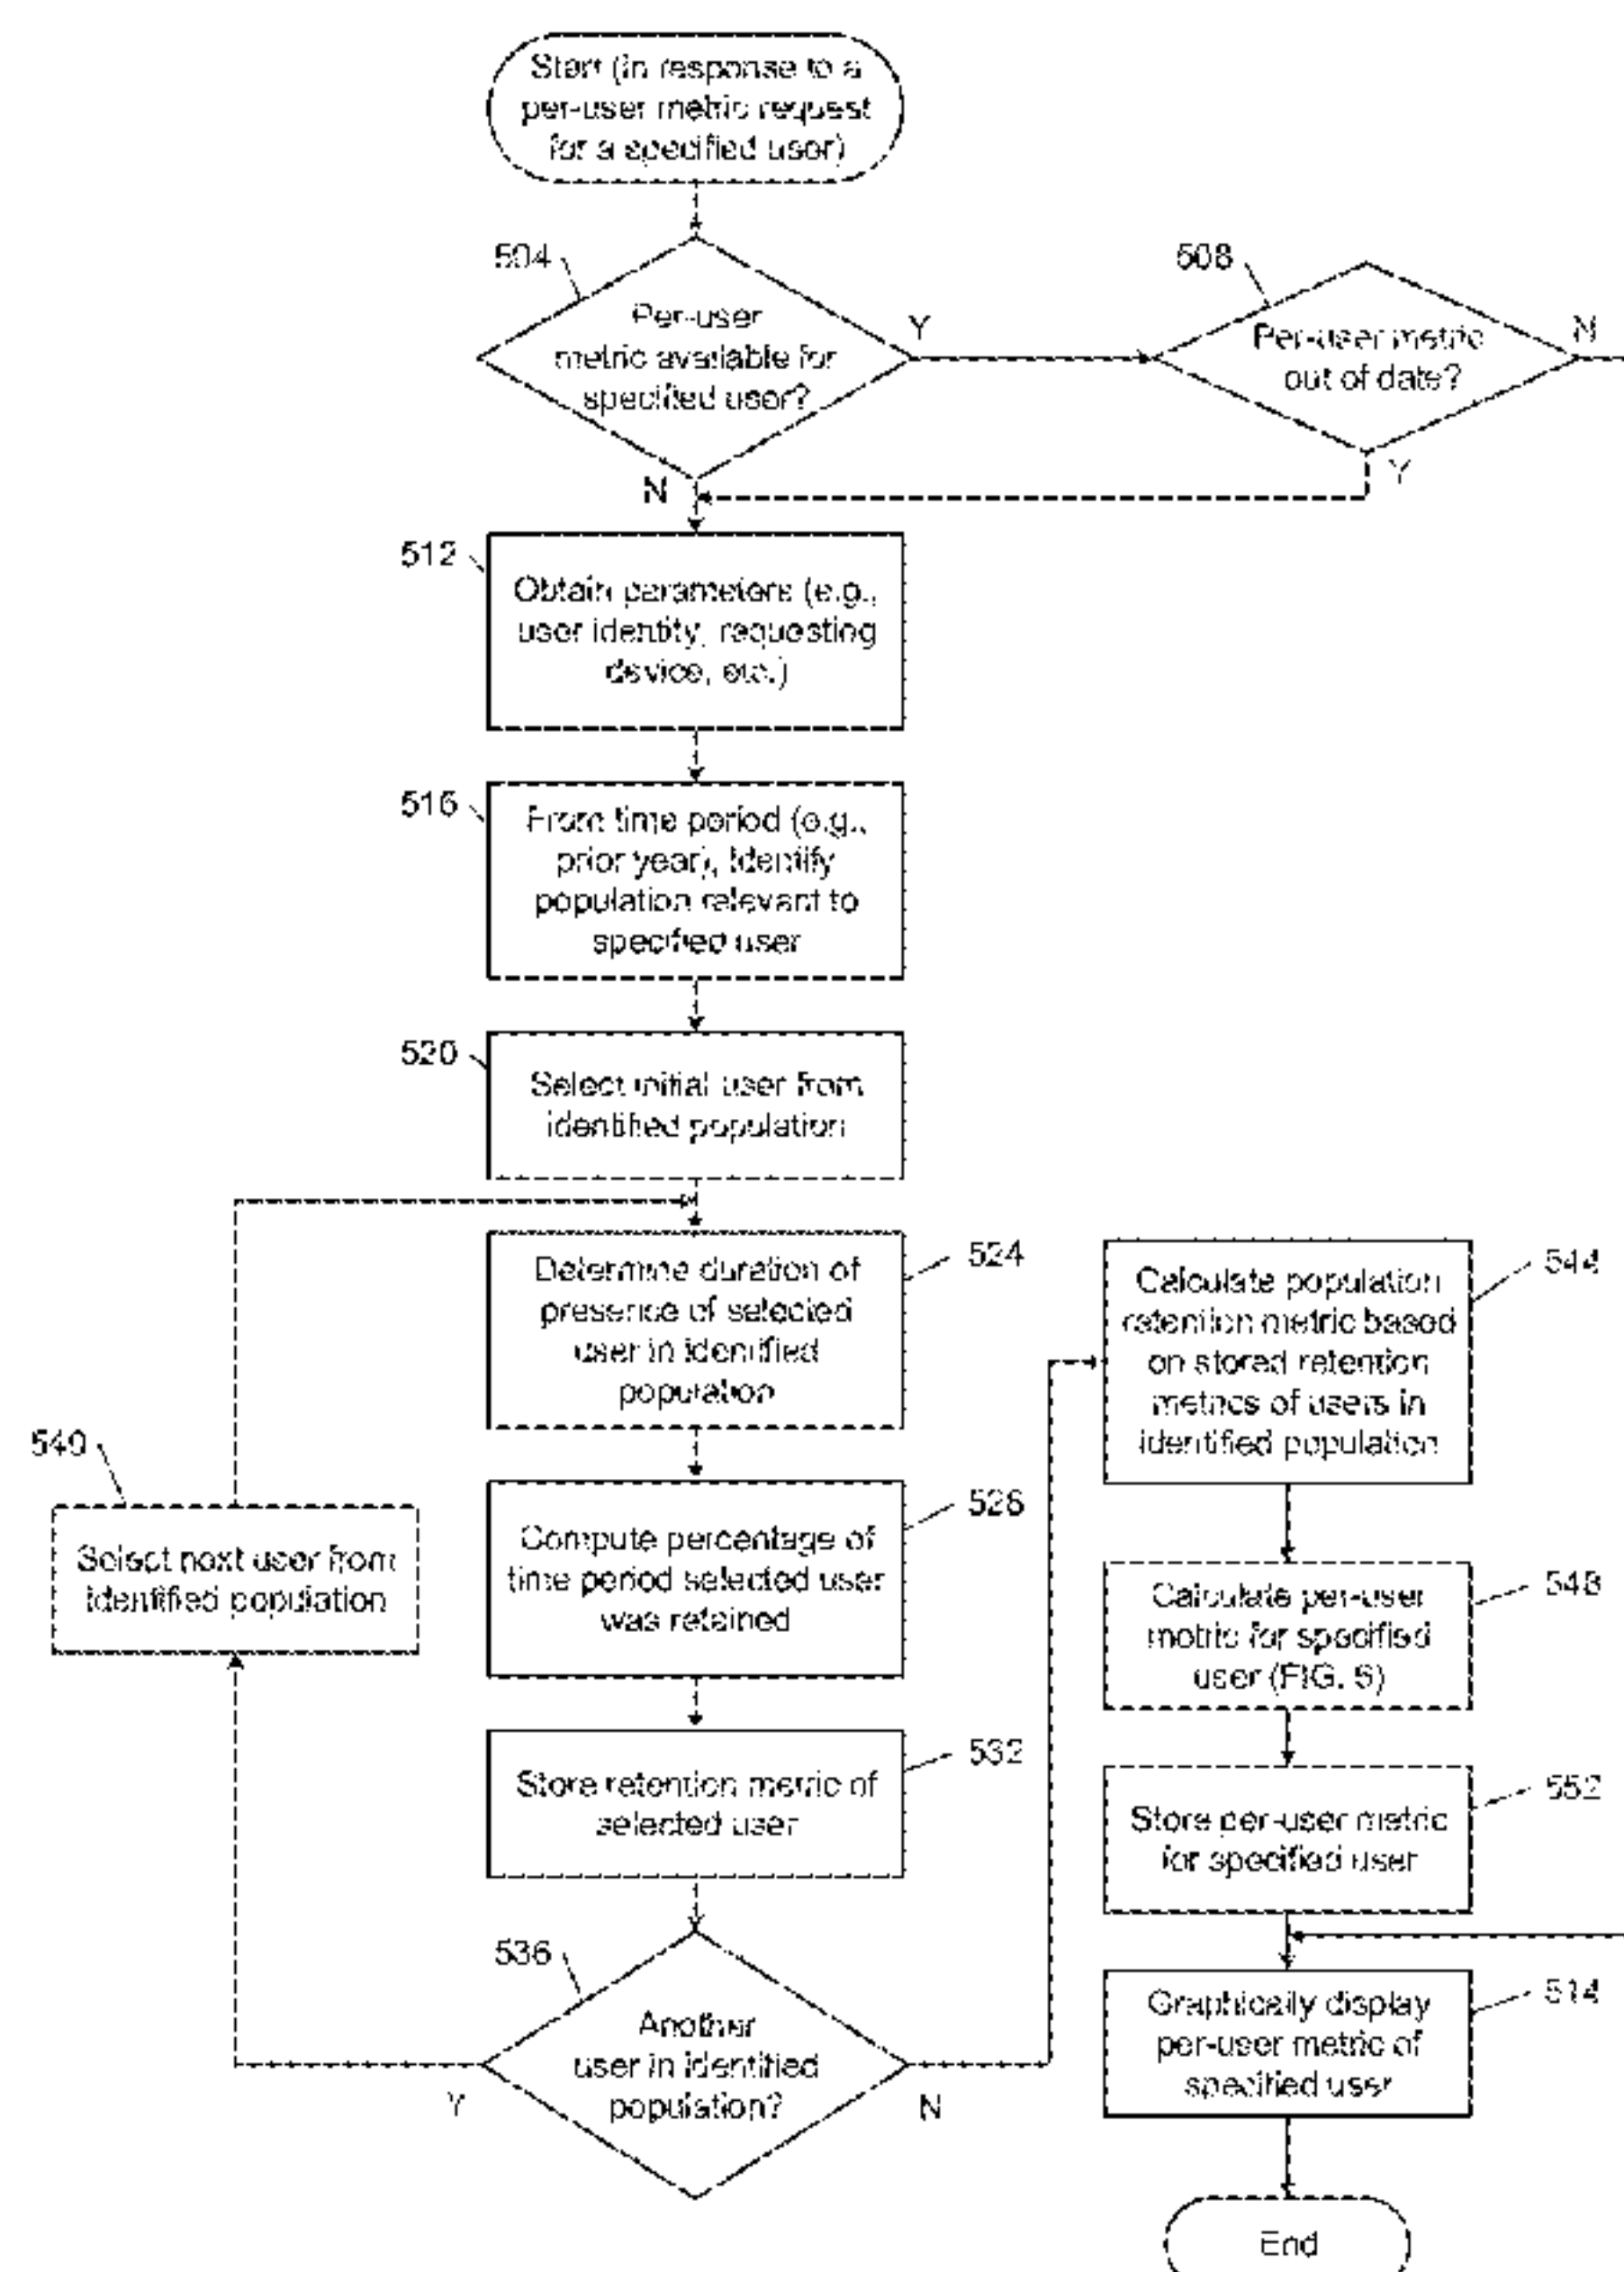 Start (in response to a
per-user metric request
for a specified user)
504
Per-user
metric available for
specified user?
Y
N
508
Per-user metric
out of date?
N
Y
512
Obtain parameters (e.g.,
user identity, requesting
device, etc.)
516
From time period (e.g.,
prior year), identify
population relevant to
specified user
520
Select initial user from
identified population
524
Determine duration of
presence of selected
user in identified
population
528
Compute percentage of
time period selected user
was retained
532
Store retention metric of
selected user
536
Another
user in identified
population?
Y
N
540
Select next user from
identified population
544
Calculate population
retention metric based
on stored retention
metrics of users in
identified population
548
Calculate per-user
metric for specified
user (FIG. 6)
552
Store per-user metric
for specified user
514
Graphically display
per-user metric of
specified user
End